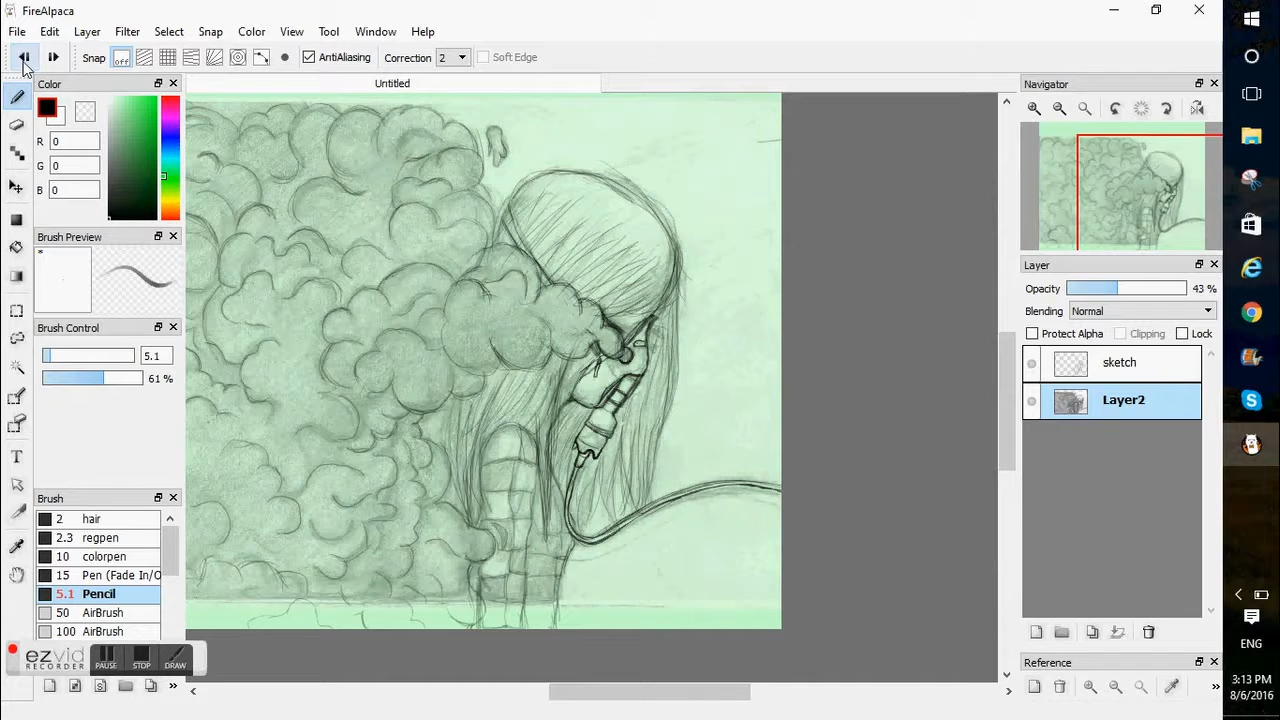 FireAlpaca
File Edit Layer Filter Select Snap Color View Tool Window Help
Snap off AntiAliasing Correction 2 Soft Edge
Color
Untitled
Navigator
R 0
G 0
B 0
Brush Preview
*
Layer
Opacity 43 %
Blending Normal
Protect Alpha Clipping Lock
sketch
Layer2
Brush Control
5.1
61 %
Brush
2 hair
2.3 regpen
10 colorpen
15 Pen (Fade In/O
5.1 Pencil
50 AirBrush
100 AirBrush
ezvid
RECORDER
PAUSE STOP DRAW
Reference
ENG
3:13 PM
8/6/2016